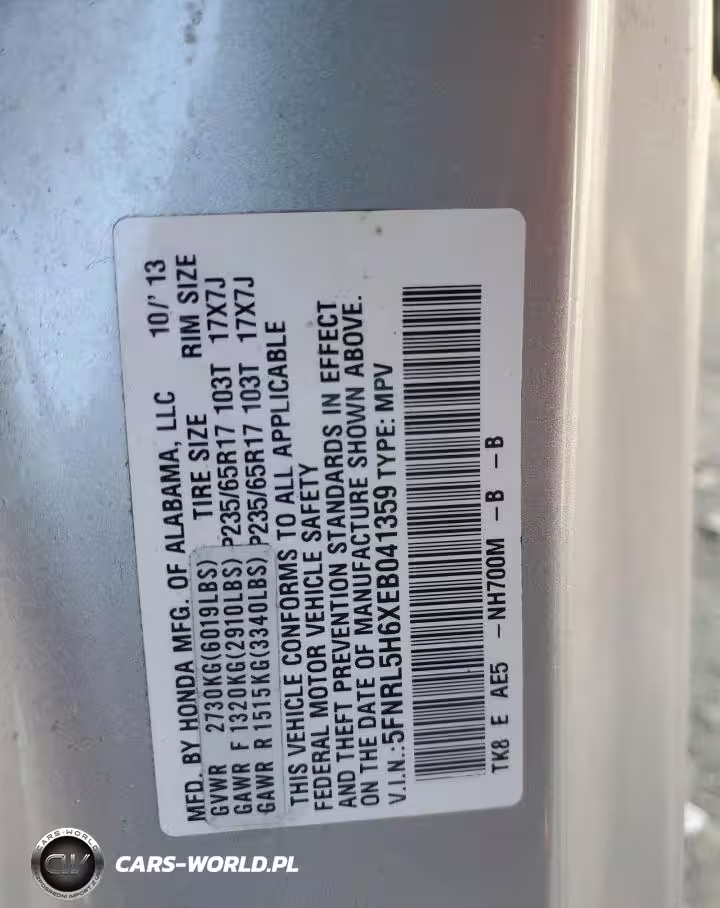 MFD. BY HONDA MFG. OF ALABAMA, LLC 10/' 13
TIRE SIZE RIM SIZE
GVWR 2730KG(6019LBS)
GAWR F 1320KG(2910LBS) P235/65R17 103T 17X7J
GAWR R 1515KG(3340LBS) P235/65R17 103T 17X7J
THIS VEHICLE CONFORMS TO ALL APPLICABLE
FEDERAL MOTOR VEHICLE SAFETY
AND THEFT PREVENTION STANDARDS IN EFFECT
ON THE DATE OF MANUFACTURE SHOWN ABOVE.
V.I.N.:5FNRL5H6XEB041359 TYPE: MPV
TK8 E AE5 -NH700M -B -B
CARS-WORLD
CW
CARS-WORLD.PL